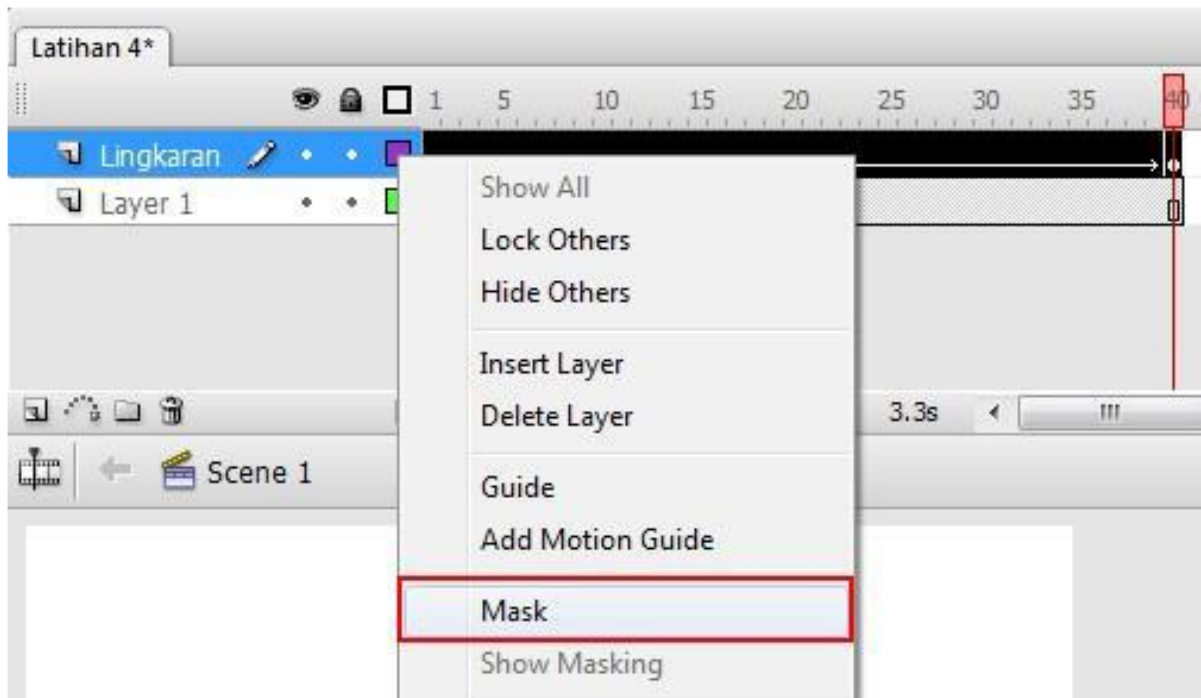 Latihan 4*
1 5 10 15 20 25 30 35 40
Lingkaran
Layer 1
Show All
Lock Others
Hide Others
Insert Layer
Delete Layer
3.3s
Scene 1
Guide
Add Motion Guide
Mask
Show Masking